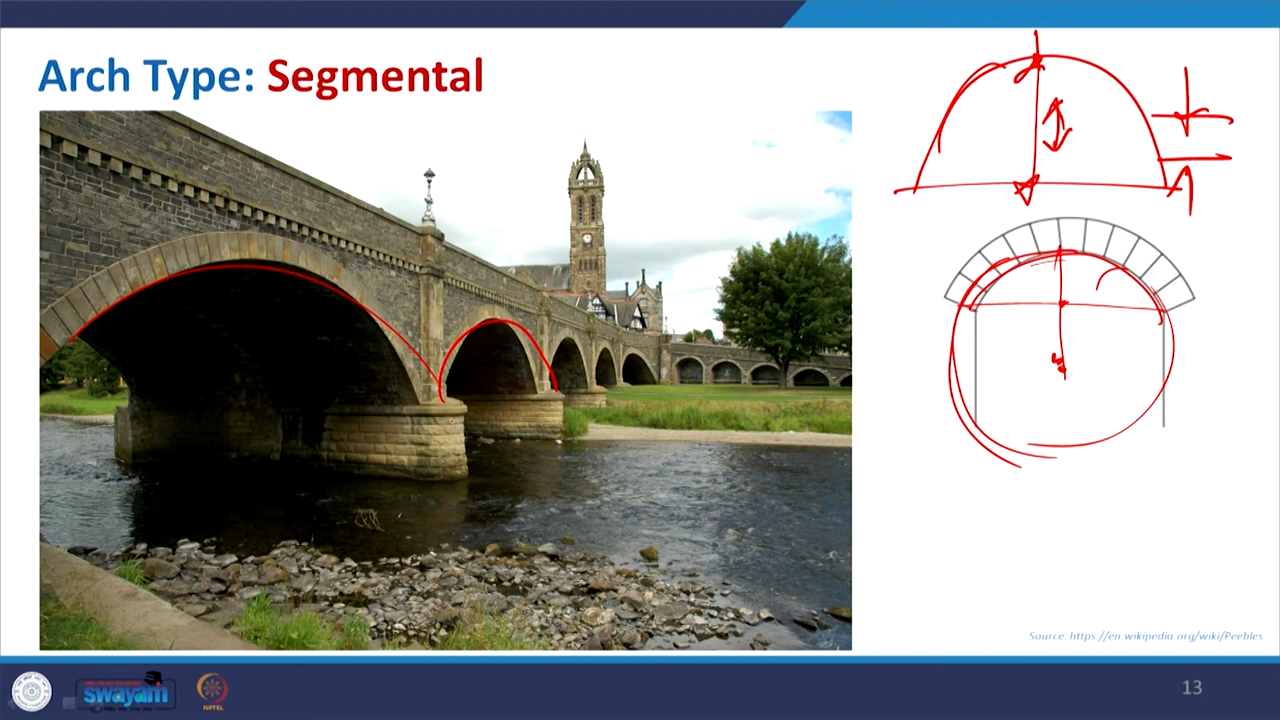 Arch Type: Segmental
Source: https://en.wikipedia.org/wiki/Peebles
swayam
NPTEL
13